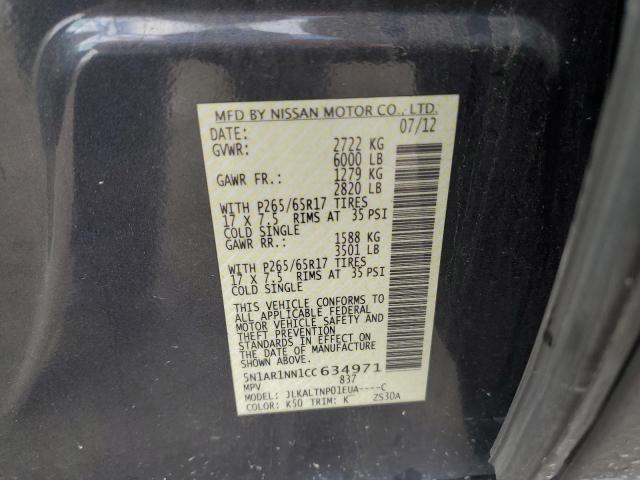 MFD BY NISSAN MOTOR CO., LTD.
DATE: 07/12
GVWR: 2722 KG
6000 LB
GAWR FR.: 1279 KG
2820 LB
WITH P265/65R17 TIRES
17 X 7.5 RIMS AT 35 PSI
COLD SINGLE
GAWR RR.: 1588 KG
3501 LB
WITH P265/65R17 TIRES
17 X 7.5 RIMS AT 35 PSI
COLD SINGLE
THIS VEHICLE CONFORMS TO
ALL APPLICABLE FEDERAL
MOTOR VEHICLE SAFETY AND
THEFT PREVENTION
STANDARDS IN EFFECT ON
THE DATE OF MANUFACTURE
SHOWN ABOVE.
5N1AR1NN1CC634971
MPV 837
MODEL: JLKALTNP01EUA----C
COLOR: K50 TRIM: K ZS30A